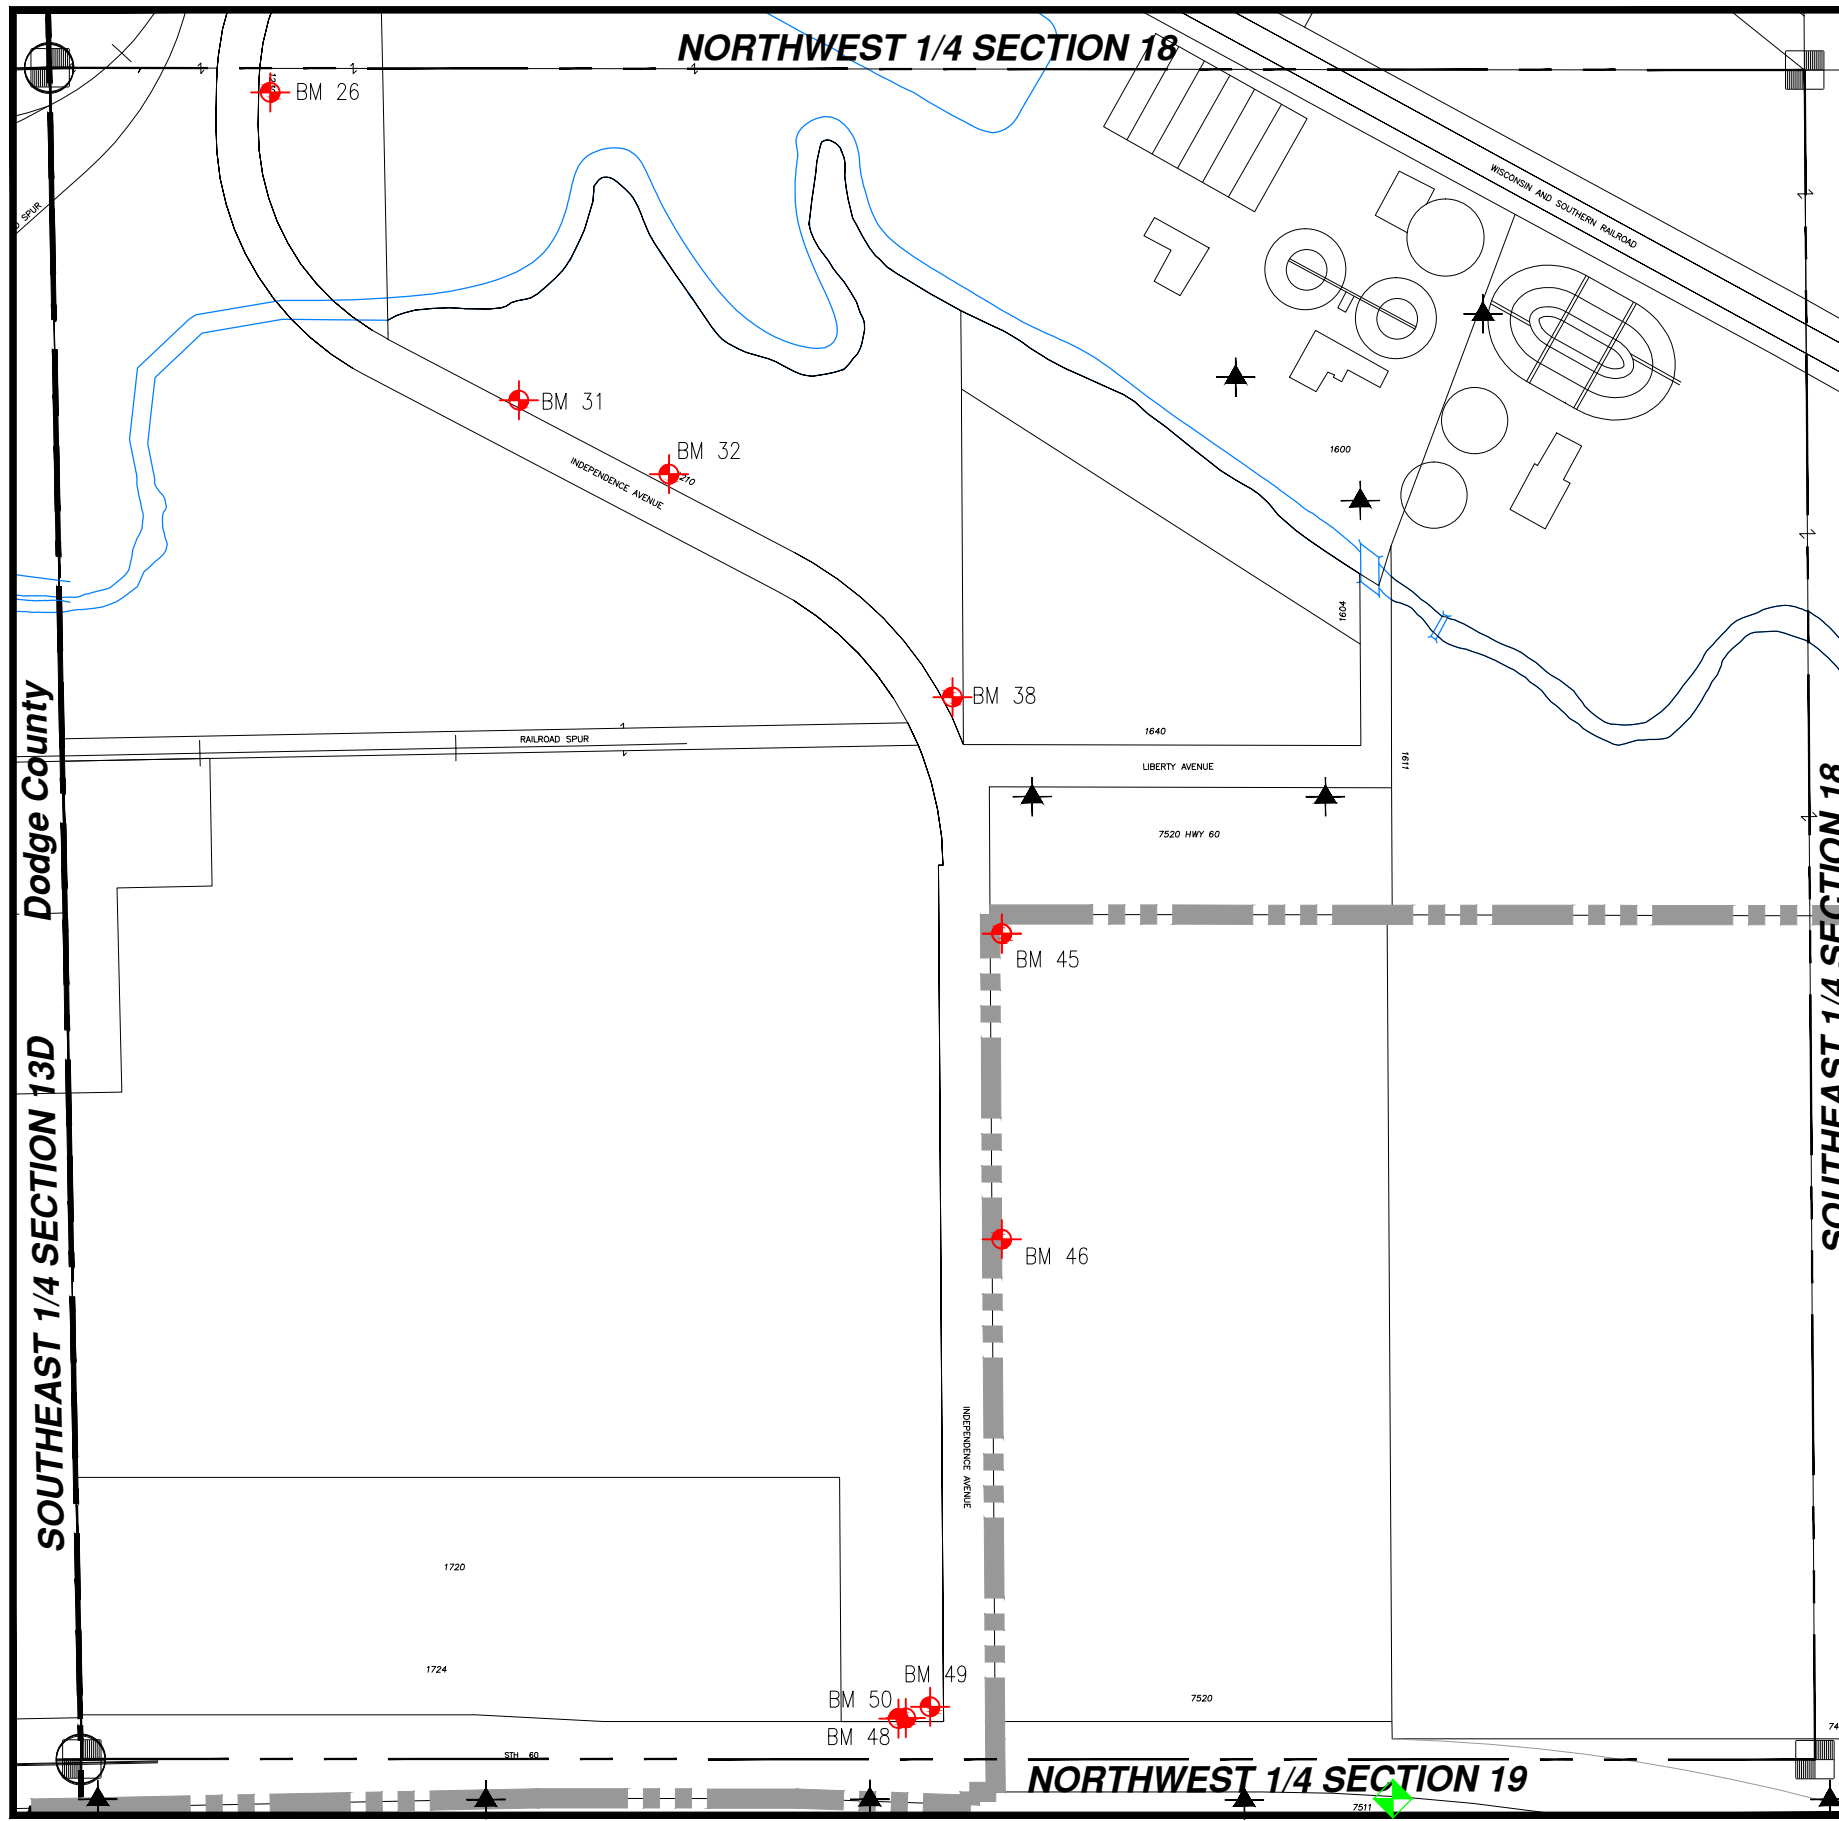 NORTHWEST 1/4 SECTION 18
BM 26
WISCONSIN AND SOUTHERN RAILROAD
SPUR
BM 31
BM 32
1210
INDEPENDENCE AVENUE
1600
1604
BM 38
1640
RAILROAD SPUR
LIBERTY AVENUE
1611
7520 HWY 60
Dodge County
SOUTHEAST 1/4 SECTION 18
BM 45
SOUTHEAST 1/4 SECTION 13D
BM 46
INDEPENDENCE AVENUE
1720
1724
BM 49
BM 50
7520
BM 48
STH 60
NORTHWEST 1/4 SECTION 19
7511